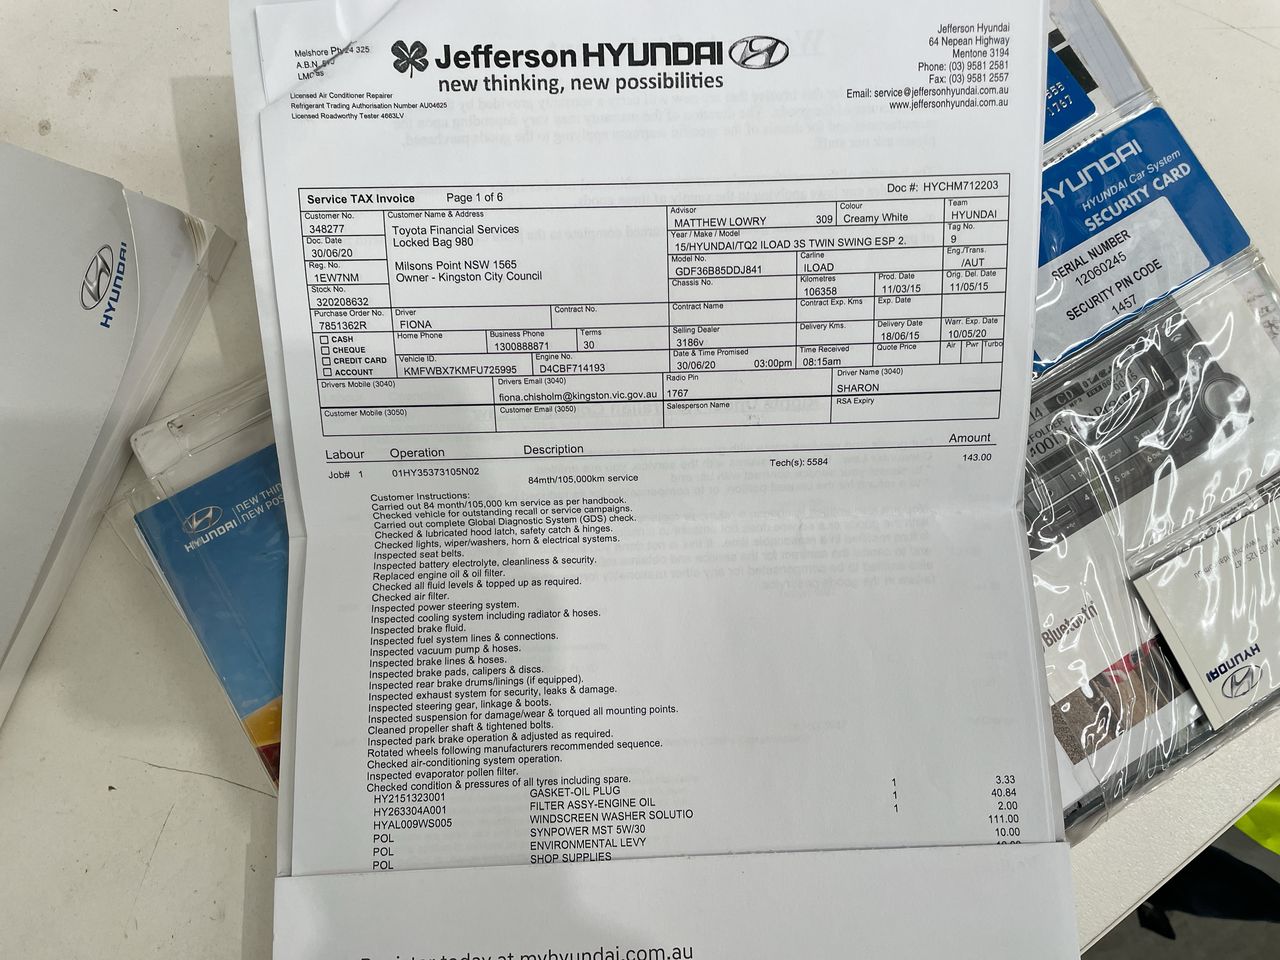 Melshore P
24 325
A.B.N.
LMC
Licensed Air Conditioner Repairer
Refrigerant Trading Authorisation Number AU04625
Licensed Roadworthy Tester 4663LV
Jefferson HYUNDAI
new thinking, new possibilities
Jefferson Hyundai
64 Nepean Highway
Mentone 3194
Phone: (03) 9581 2581
Fax: (03) 9581 2557
Email: service@jeffersonhyundai.com.au
www.jeffersonhyundai.com.au
Service TAX Invoice Page 1 of 6 Doc #: HYCHM712203
Customer No.
348277
Doc. Date
30/06/20
Reg. No.
1EW7NM
Stock No.
320208632
Purchase Order No.
7851362R
Customer Name & Address
Toyota Financial Services
Locked Bag 980
Milsons Point NSW 1565
Owner - Kingston City Council
Advisor
MATTHEW LOWRY 309
Colour
Creamy White
Team
HYUNDAI
Year / Make / Model
15/HYUNDAI/TQ2 ILOAD 3S TWIN SWING ESP 2.
Tag No.
9
Model No.
GDF36B85DDJ841
Carline
ILOAD
Eng./Trans.
/AUT
Chassis No.
Kilometres
106358
Prod. Date
11/03/15
Orig. Del. Date
11/05/15
Driver
FIONA
Contract No.
Contract Name
Contract Exp. Kms
Exp. Date
CASH
CHEQUE
CREDIT CARD
ACCOUNT
Home Phone
Business Phone
1300888871
Terms
30
Selling Dealer
3186v
Delivery Kms.
Delivery Date
18/06/15
Warr. Exp. Date
10/05/20
Vehicle ID.
KMFWBX7KMFU725995
Engine No.
D4CBF714193
Date & Time Promised
30/06/20 03:00pm
Time Received
08:15am
Quote Price
Air Pwr Turbo
Drivers Mobile (3040)
Drivers Email (3040)
fiona.chisholm@kingston.vic.gov.au
Radio Pin
1767
Driver Name (3040)
SHARON
Customer Mobile (3050)
Customer Email (3050)
Salesperson Name
RSA Expiry
Labour Operation Description Amount
Job# 1 01HY35373105N02 Tech(s): 5584 143.00
84mth/105,000km service
Customer Instructions:
Carried out 84 month/105,000 km service as per handbook.
Checked vehicle for outstanding recall or service campaigns.
Carried out complete Global Diagnostic System (GDS) check.
Checked & lubricated hood latch, safety catch & hinges.
Checked lights, wiper/washers, horn & electrical systems.
Inspected seat belts.
Inspected battery electrolyte, cleanliness & security.
Replaced engine oil & oil filter.
Checked all fluid levels & topped up as required.
Checked air filter.
Inspected power steering system.
Inspected cooling system including radiator & hoses.
Inspected brake fluid.
Inspected fuel system lines & connections.
Inspected vacuum pump & hoses.
Inspected brake lines & hoses.
Inspected brake pads, calipers & discs.
Inspected rear brake drums/linings (if equipped).
Inspected exhaust system for security, leaks & damage.
Inspected steering gear, linkage & boots.
Inspected suspension for damage/wear & torqued all mounting points.
Cleaned propeller shaft & tightened bolts.
Inspected park brake operation & adjusted as required.
Rotated wheels following manufacturers recommended sequence.
Checked air-conditioning system operation.
Inspected evaporator pollen filter.
Checked condition & pressures of all tyres including spare.
HY2151323001 GASKET-OIL PLUG 1 3.33
HY263304A001 FILTER ASSY-ENGINE OIL 1 40.84
HYAL009WS005 WINDSCREEN WASHER SOLUTIO 1 2.00
POL SYNPOWER MST 5W/30 111.00
POL ENVIRONMENTAL LEVY 10.00
POL SHOP SUPPLIES
Register today at myhyundai.com.au
HYUNDAI
HYUNDAI
NEW THIN
NEW POS
1767
HYUNDAI
HYUNDAI Car System
SECURITY CARD
SERIAL NUMBER
12060245
SECURITY PIN CODE
1457
CD
FOLDER
001
Bluetooth
HYUNDAI